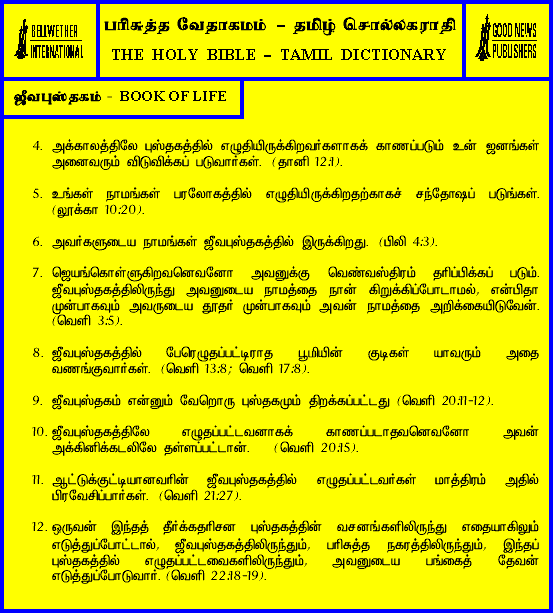 BELLWETHER
INTERNATIONAL
பரிசுத்த வேதாகமம் – தமிழ் சொல்லகராதி
THE HOLY BIBLE – TAMIL DICTIONARY
GOOD NEWS
PUBLISHERS
ஜீவபுஸ்தகம் - BOOK OF LIFE
4. அக்காலத்திலே புஸ்தகத்தில் எழுதியிருக்கிறவர்களாகக் காணப்படும் உன் ஜனங்கள்
அனைவரும் விடுவிக்கப் படுவார்கள். (தானி 12:1).
5. உங்கள் நாமங்கள் பரலோகத்தில் எழுதியிருக்கிறதற்காகச் சந்தோஷப் படுங்கள்.
(லூக்கா 10:20).
6. அவர்களுடைய நாமங்கள் ஜீவபுஸ்தகத்தில் இருக்கிறது. (பிலி 4:3).
7. ஜெயங்கொள்ளுகிறவனெவனோ அவனுக்கு வெண்வஸ்திரம் தரிப்பிக்கப் படும்.
ஜீவபுஸ்தகத்திலிருந்து அவனுடைய நாமத்தை நான் கிறுக்கிப்போடாமல், என்பிதா
முன்பாகவும் அவருடைய தூதர் முன்பாகவும் அவன் நாமத்தை அறிக்கையிடுவேன்.
(வெளி 3:5).
8. ஜீவபுஸ்தகத்தில் பேரெழுதப்பட்டிராத பூமியின் குடிகள் யாவரும் அதை
வணங்குவார்கள். (வெளி 13:8; வெளி 17:8).
9. ஜீவபுஸ்தகம் என்னும் வேறொரு புஸ்தகமும் திறக்கப்பட்டது (வெளி 20:11-12).
10. ஜீவபுஸ்தகத்திலே எழுதப்பட்டவனாகக் காணப்படாதவனெவனோ அவன்
அக்கினிக்கடலிலே தள்ளப்பட்டான். (வெளி 20:15).
11. ஆட்டுக்குட்டியானவரின் ஜீவபுஸ்தகத்தில் எழுதப்பட்டவர்கள் மாத்திரம் அதில்
பிரவேசிப்பார்கள். (வெளி 21:27).
12. ஒருவன் இந்தத் தீர்க்கதரிசன புஸ்தகத்தின் வசனங்களிலிருந்து எதையாகிலும்
எடுத்துப்போட்டால், ஜீவபுஸ்தகத்திலிருந்தும், பரிசுத்த நகரத்திலிருந்தும், இந்தப்
புஸ்தகத்தில் எழுதப்பட்டவைகளிலிருந்தும், அவனுடைய பங்கைத் தேவன்
எடுத்துப்போடுவார். (வெளி 22:18-19).